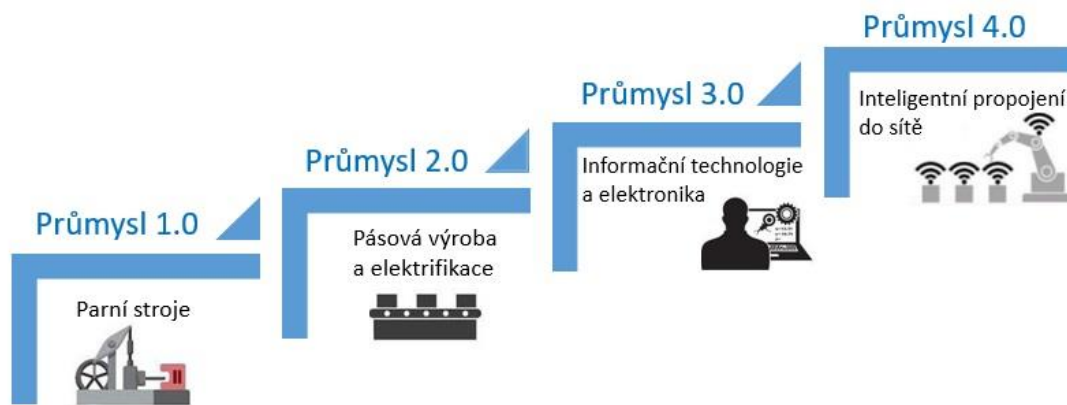 Průmysl 1.0
Parní stroje
Průmysl 2.0
Pásová výroba
a elektrifikace
Průmysl 3.0
Informační technologie
a elektronika
Průmysl 4.0
Inteligentní propojení
do sítě